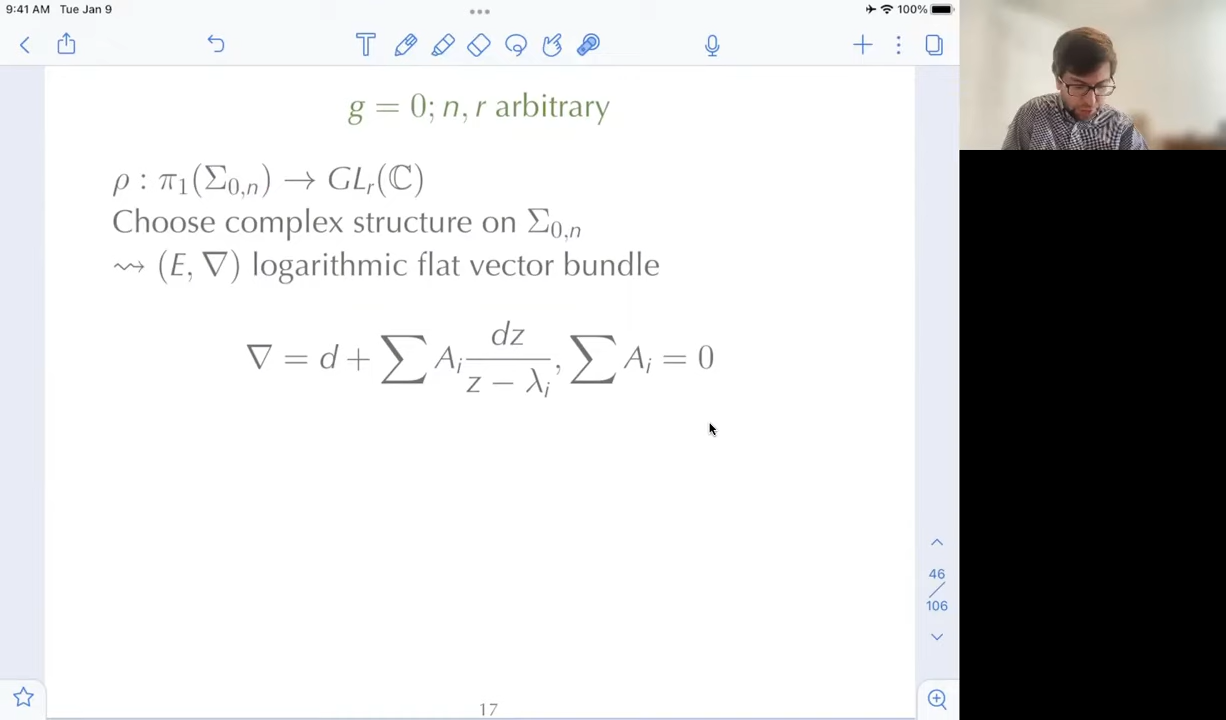 9:41 AM Tue Jan 9
100%
g = 0; n, r arbitrary
ρ : π₁(Σ₀,ₙ) → GLᵣ(ℂ)
Choose complex structure on Σ₀,ₙ
⇝ (E, ∇) logarithmic flat vector bundle
∇ = d + ∑ Aᵢ dz/(z − λᵢ), ∑ Aᵢ = 0
46
106
17